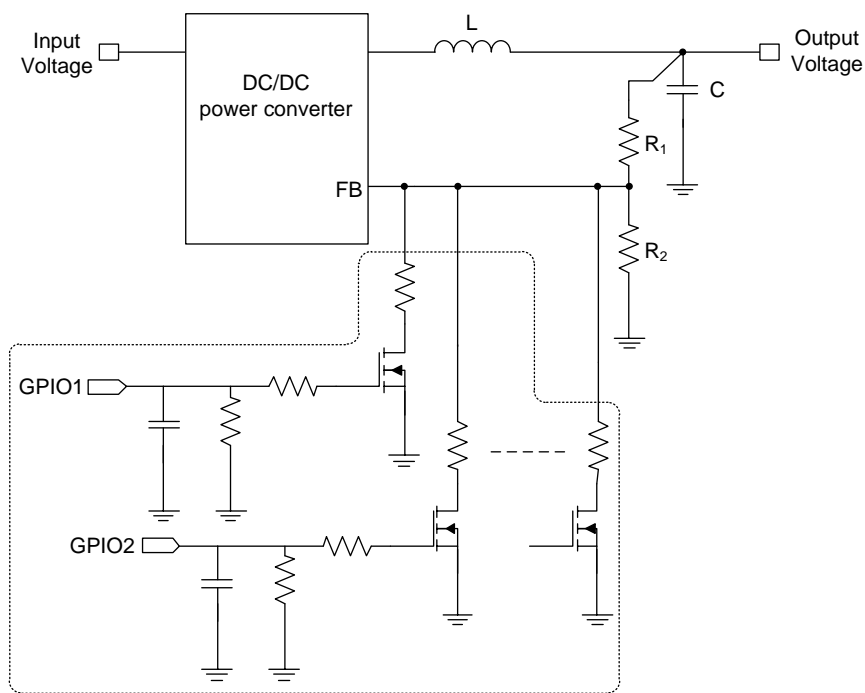 L
Input
Voltage
Output
Voltage
DC/DC
power converter
C
R1
FB
R2
GPIO1
GPIO2